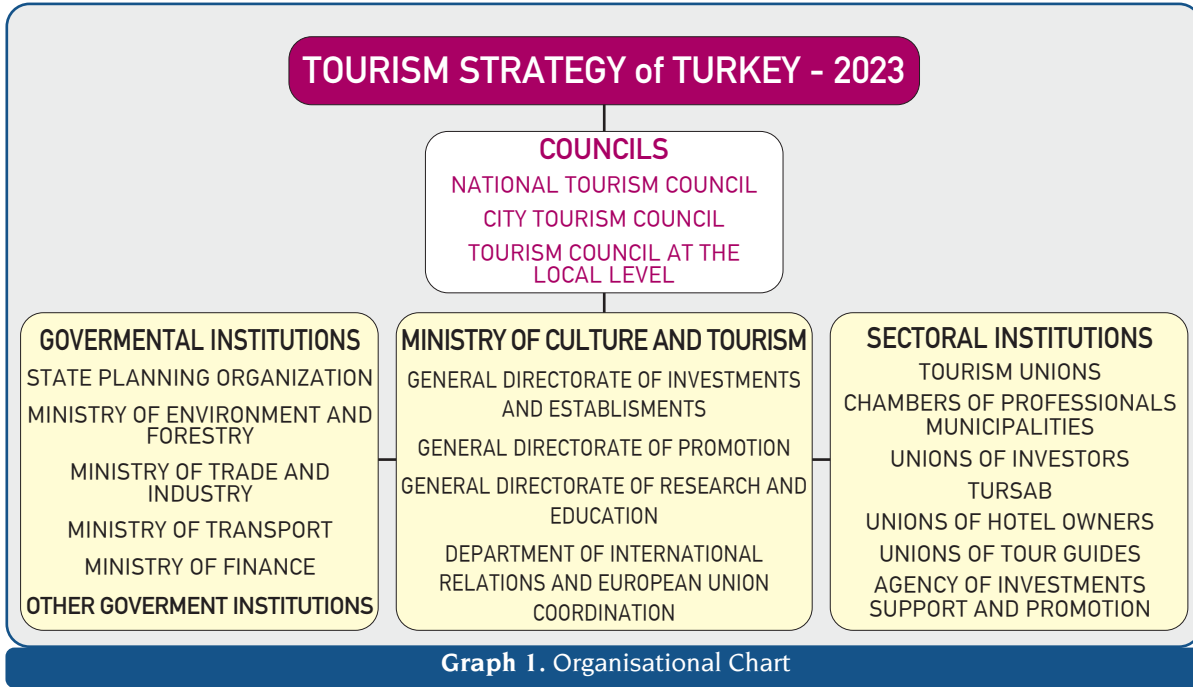 TOURISM STRATEGY of TURKEY - 2023
COUNCILS
NATIONAL TOURISM COUNCIL
CITY TOURISM COUNCIL
TOURISM COUNCIL AT THE
LOCAL LEVEL
GOVERMENTAL INSTITUTIONS
STATE PLANNING ORGANIZATION
MINISTRY OF ENVIRONMENT AND
FORESTRY
MINISTRY OF TRADE AND
INDUSTRY
MINISTRY OF TRANSPORT
MINISTRY OF FINANCE
OTHER GOVERMENT INSTITUTIONS
MINISTRY OF CULTURE AND TOURISM
GENERAL DIRECTORATE OF INVESTMENTS
AND ESTABLISMENTS
GENERAL DIRECTORATE OF PROMOTION
GENERAL DIRECTORATE OF RESEARCH AND
EDUCATION
DEPARTMENT OF INTERNATIONAL
RELATIONS AND EUROPEAN UNION
COORDINATION
SECTORAL INSTITUTIONS
TOURISM UNIONS
CHAMBERS OF PROFESSIONALS
MUNICIPALITIES
UNIONS OF INVESTORS
TURSAB
UNIONS OF HOTEL OWNERS
UNIONS OF TOUR GUIDES
AGENCY OF INVESTMENTS
SUPPORT AND PROMOTION
Graph 1. Organisational Chart